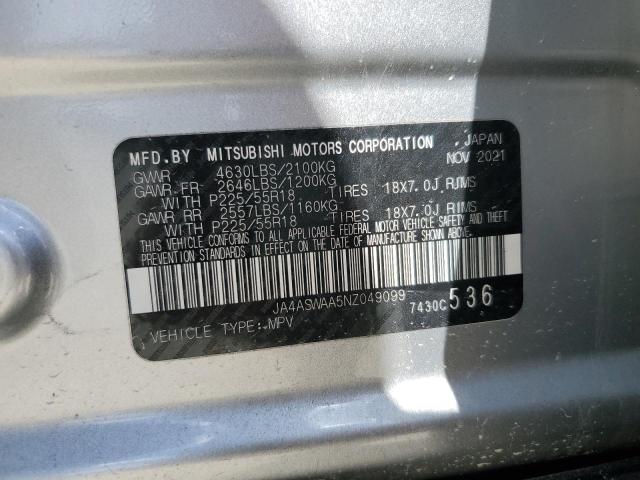 MFD.BY MITSUBISHI MOTORS CORPORATION JAPAN
GVWR 4630LBS/2100KG NOV 2021
GAWR-FR 2646LBS/1200KG
WITH P225/55R18 TIRES 18X7.0J RIMS
GAWR RR 2557LBS/1160KG
WITH P225/55R18 TIRES 18X7.0J RIMS
THIS VEHICLE CONFORMS TO ALL APPLICABLE FEDERAL MOTOR VEHICLE SAFETY AND THEFT
PREVENTION STANDARDS IN EFFECT ON THE DATE OF MANUFACTURE SHOWN ABOVE.
JA4ASWAA5NZ049099 7430C 536
VEHICLE TYPE:MPV